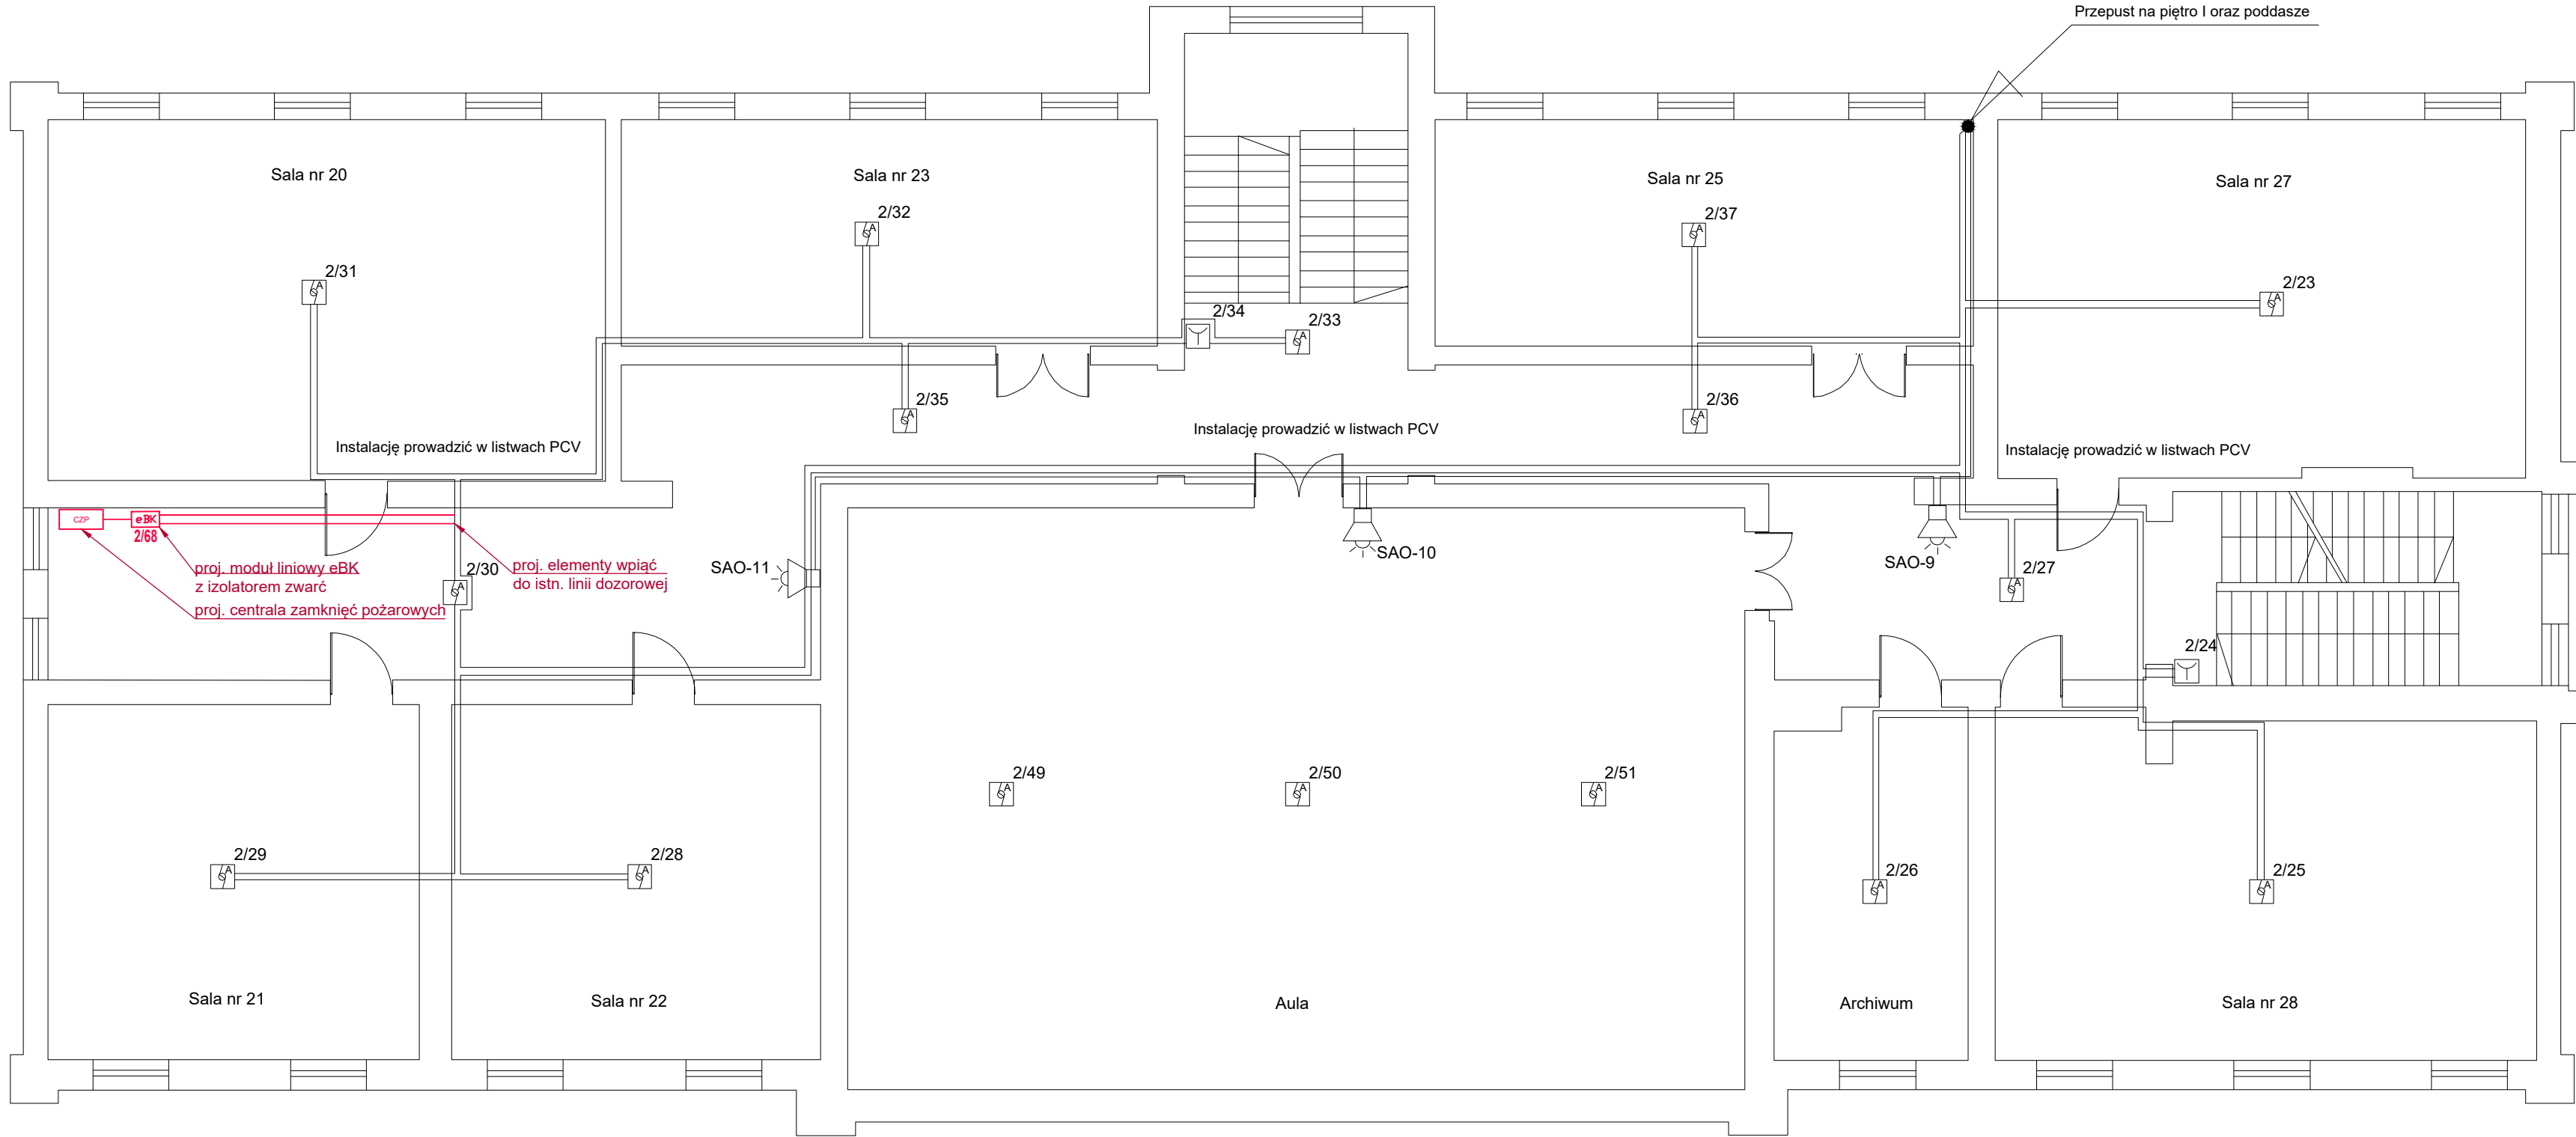 Przepust na piętro I oraz poddasze
Sala nr 20
Sala nr 23
Sala nr 25
Sala nr 27
2/32
A
2/37
A
2/31
A
2/23
A
2/34
2/33
A
2/35
A
2/36
A
Instalację prowadzić w listwach PCV
Instalację prowadzić w listwach PCV
Instalację prowadzić w listwach PCV
CZP
eBK
2/68
proj. moduł liniowy eBK
z izolatorem zwarć
proj. centrala zamknięć pożarowych
proj. elementy wpiąć
do istn. linii dozorowej
2/30
A
SAO-11
SAO-10
SAO-9
2/27
A
2/24
2/49
A
2/50
A
2/51
A
2/29
A
2/28
A
2/26
A
2/25
A
Sala nr 21
Sala nr 22
Aula
Archiwum
Sala nr 28